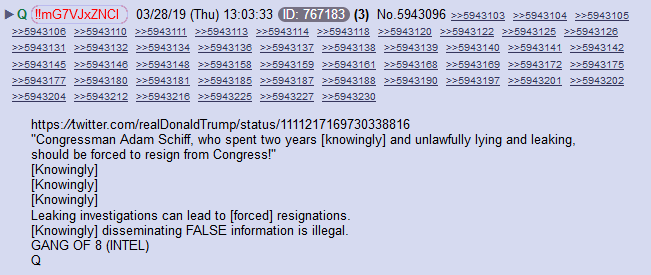 ▶ Q !!mG7VJxZNCI 03/28/19 (Thu) 13:03:33 ID: 767183 (3) No.5943096 >>5943103 >>5943104 >>5943105
>>5943106 >>5943110 >>5943111 >>5943113 >>5943114 >>5943118 >>5943120 >>5943122 >>5943125 >>5943126
>>5943131 >>5943132 >>5943134 >>5943136 >>5943137 >>5943138 >>5943139 >>5943140 >>5943141 >>5943142
>>5943145 >>5943146 >>5943148 >>5943158 >>5943159 >>5943161 >>5943163 >>5943172 >>5943173 >>5943175
>>5943177 >>5943180 >>5943181 >>5943186 >>5943187 >>5943188 >>5943190 >>5943197 >>5943201 >>5943202
>>5943204 >>5943212 >>5943216 >>5943225 >>5943227 >>5943230
https://twitter.com/realDonaldTrump/status/1111217169730338816
"Congressman Adam Schiff, who spent two years [knowingly] and unlawfully lying and leaking,
should be forced to resign from Congress!"
[Knowingly]
[Knowingly]
[Knowingly]
Leaking investigations can lead to [forced] resignations.
[Knowingly] disseminating FALSE information is illegal.
GANG OF 8 (INTEL)
Q